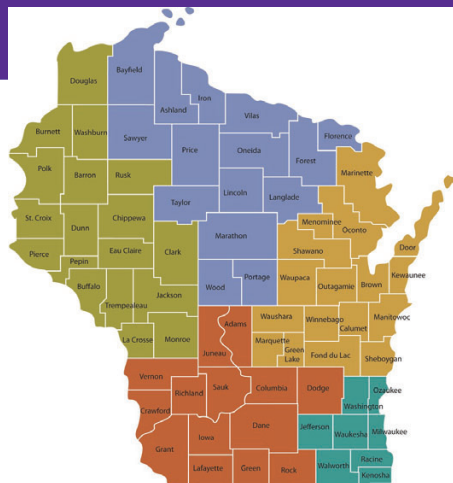 Bayfield
Douglas
Iron
Ashland
Vilas
Burnett
Washburn
Sawyer
Florence
Oneida
Price
Forest
Marinette
Polk
Barron
Rusk
Lincoln
Langlade
Taylor
St. Croix
Chippewa
Menominee
Oconto
Dunn
Marathon
Clark
Shawano
Door
Pierce
Eau Claire
Pepin
Kewaunee
Portage
Waupaca
Brown
Outagamie
Buffalo
Wood
Jackson
Trempealeau
Manitowoc
Waushara
Winnebago
Adams
Calumet
La Crosse
Monroe
Marquette
Green
Lake
Juneau
Fond du Lac
Sheboygan
Vernon
Sauk
Columbia
Dodge
Richland
Ozaukee
Washington
Crawford
Dane
Jefferson
Milwaukee
Iowa
Waukesha
Grant
Racine
Lafayette
Green
Rock
Walworth
Kenosha